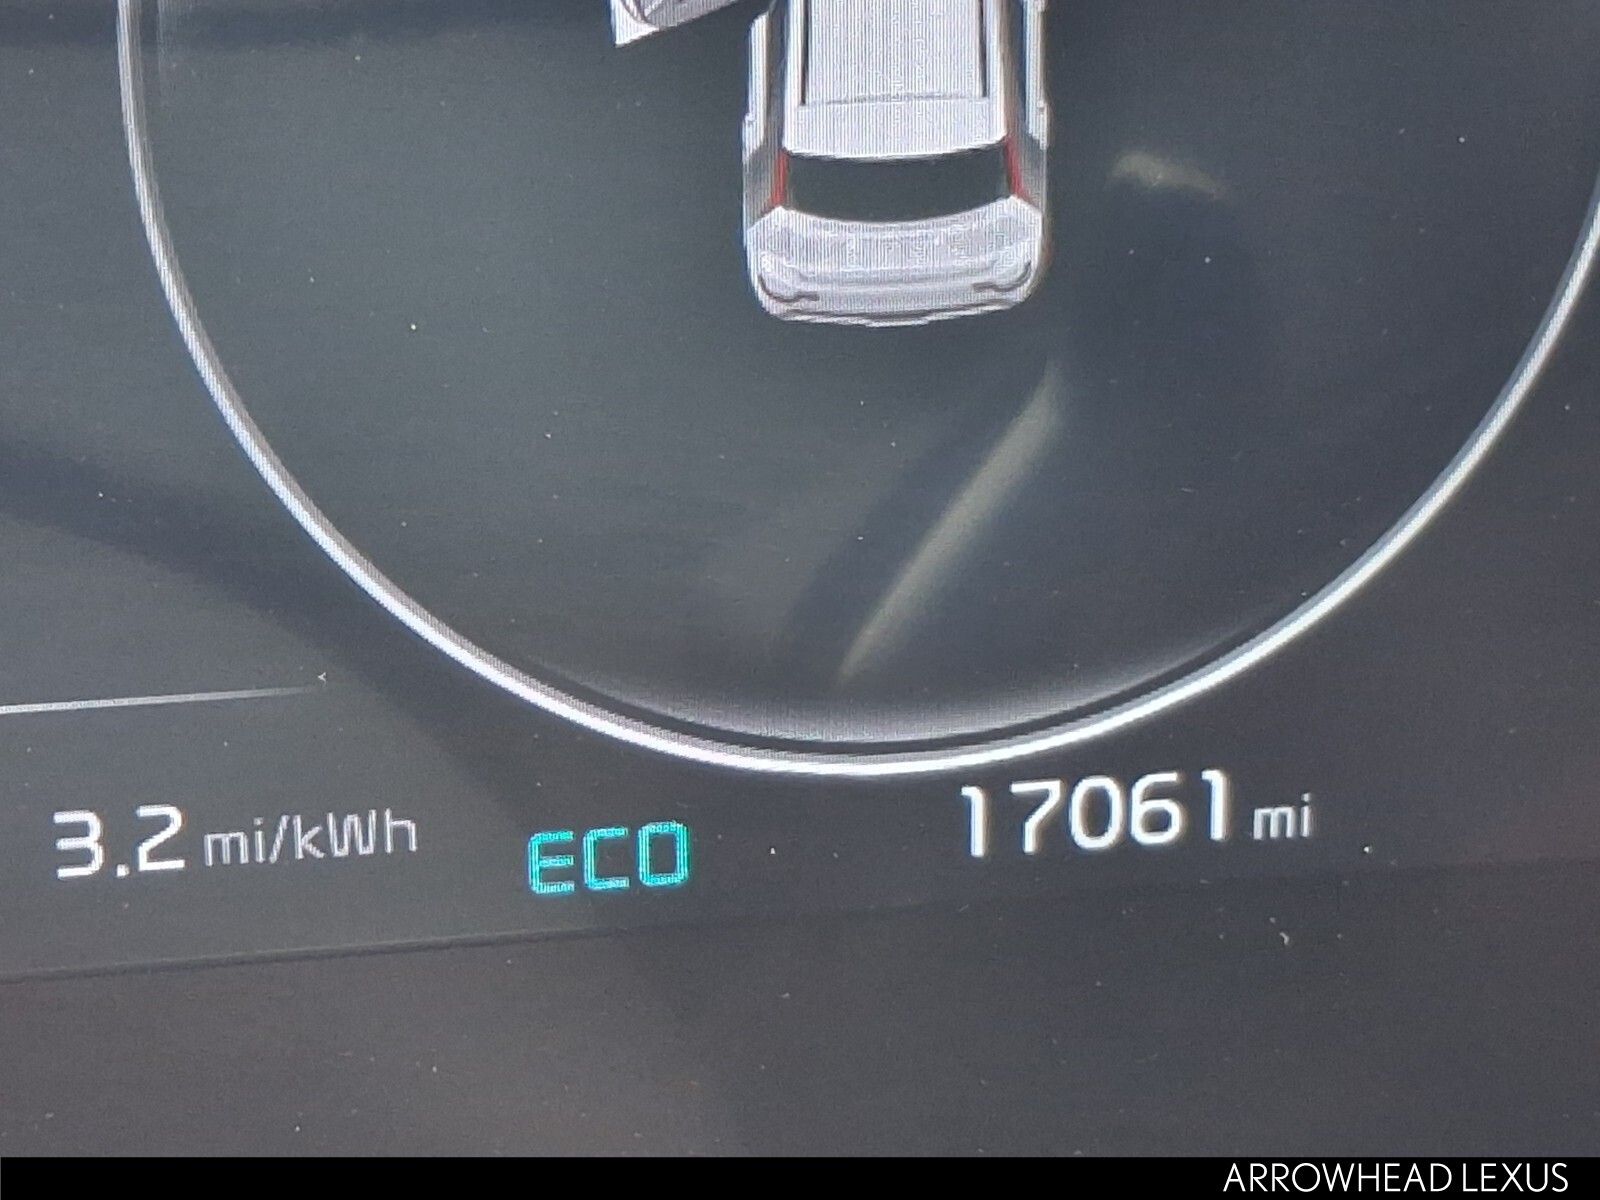 3.2 mi/kWh
ECO
17061 mi
ARROWHEAD LEXUS